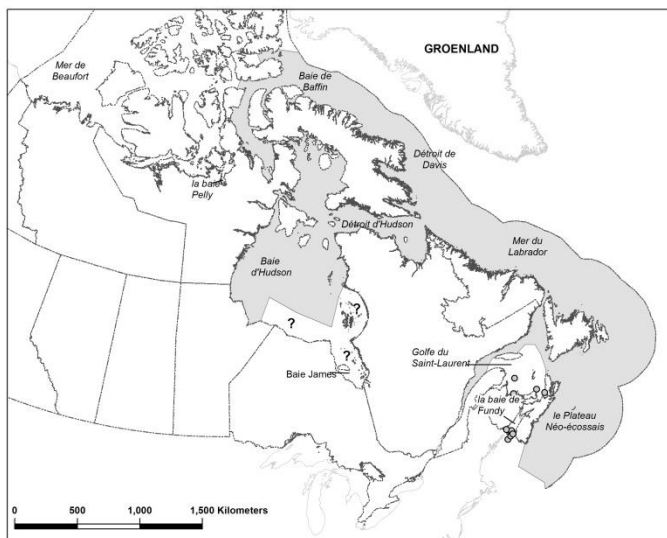 GROENLAND
Mer de
Beaufort
Baie de
Baffin
Détroit de
Davis
la baie
Pelly
Détroit d'Hudson
Mer du
Labrador
Baie
d'Hudson
?
?
?
Golfe du
Saint-Laurent
Baie James
la baie de
Fundy
le Plateau
Néo-écossais
0 500 1,000 1,500 Kilometers